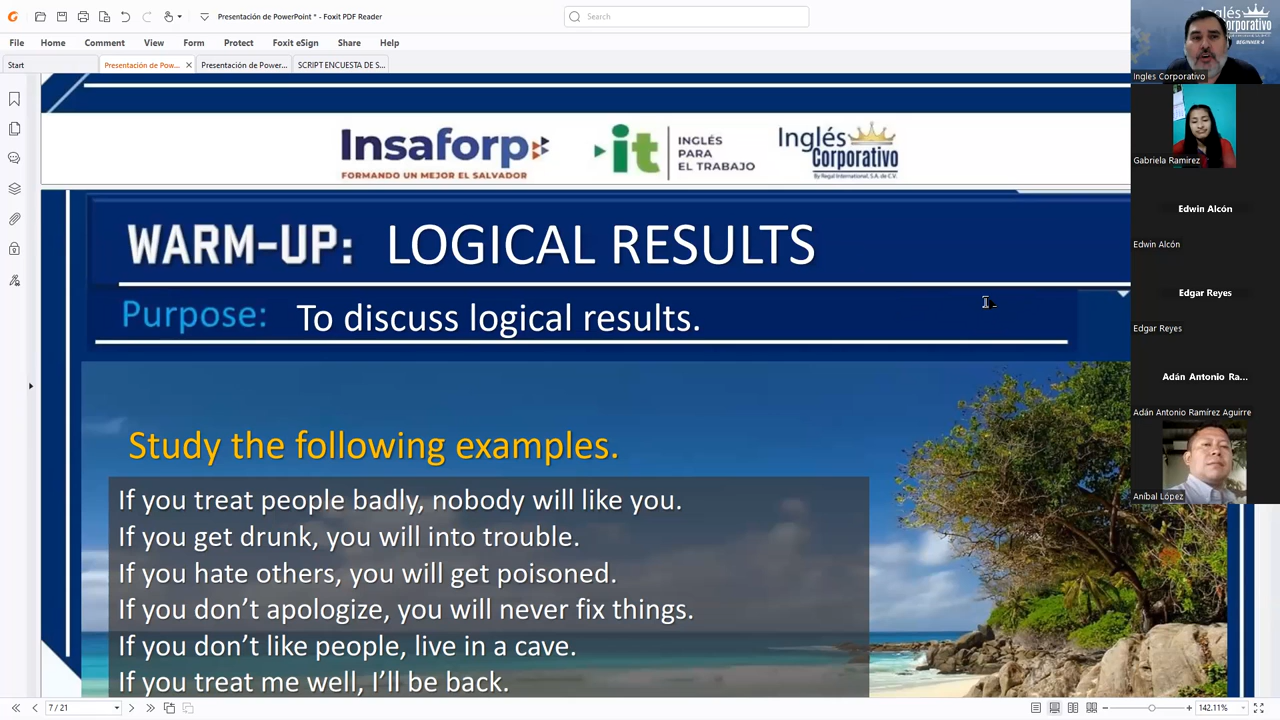 Presentación de PowerPoint * - Foxit PDF Reader
Search
File Home Comment View Form Protect Foxit eSign Share Help
Start
Presentación de Pow...
Presentación de Power...
SCRIPT ENCUESTA DE S...
Insaforp
FORMANDO UN MEJOR EL SALVADOR
it
INGLÉS
PARA
EL TRABAJO
Inglés
Corporativo
By Regal International, S.A. de C.V.
WARM-UP: LOGICAL RESULTS
Purpose: To discuss logical results.
Study the following examples.
If you treat people badly, nobody will like you.
If you get drunk, you will into trouble.
If you hate others, you will get poisoned.
If you don’t apologize, you will never fix things.
If you don’t like people, live in a cave.
If you treat me well, I’ll be back.
BEGINNER 4
Ingles Corporativo
Gabriela Ramirez
Edwin Alcón
Edwin Alcón
Edgar Reyes
Edgar Reyes
Adán Antonio Ra...
Adán Antonio Ramírez Aguirre
Aníbal López
7 / 21
142.11%